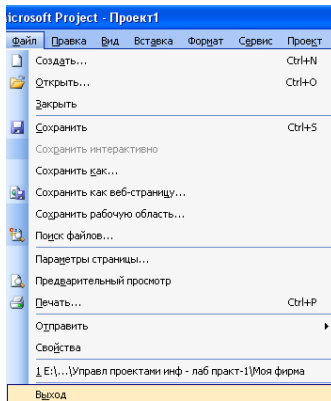 icrosoft Project - Проект1
Файл Правка Вид Вставка Формат Сервис Проект
Создать... Ctrl+N
Открыть... Ctrl+O
Закрыть
Сохранить Ctrl+S
Сохранить интерактивно
Сохранить как...
Сохранить как веб-страницу...
Сохранить рабочую область...
Поиск файлов...
Параметры страницы...
Предварительный просмотр
Печать... Ctrl+P
Отправить
Свойства
1 E:\...\Управл проектами инф - лаб практ-1\Моя фирма
Выход